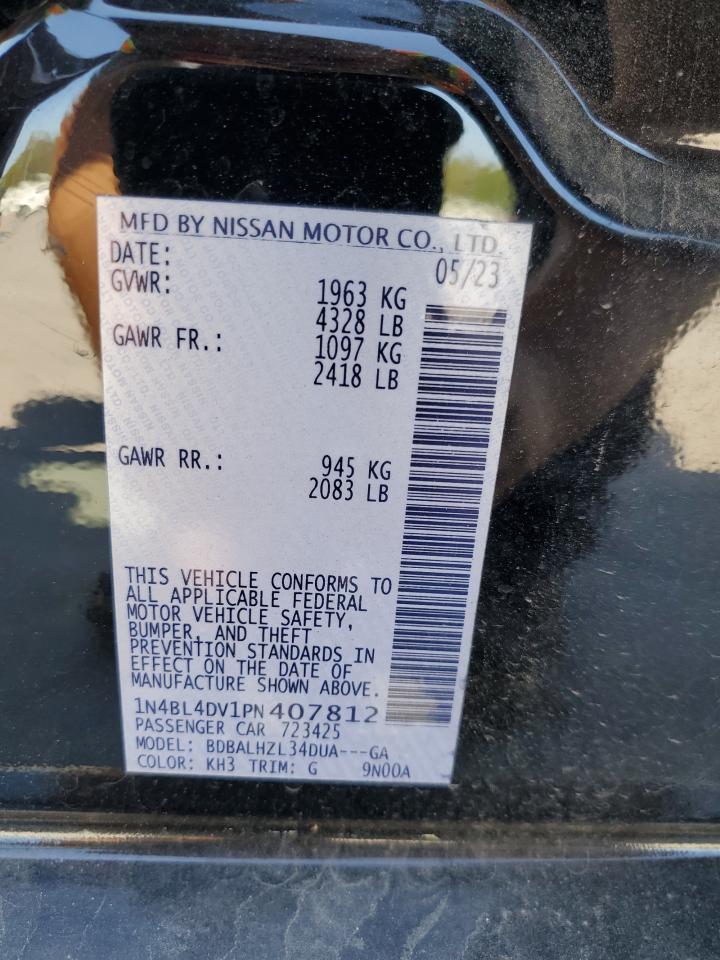 MFD BY NISSAN MOTOR CO., LTD.
DATE: 05/23
GVWR: 1963 KG
4328 LB
GAWR FR.: 1097 KG
2418 LB
GAWR RR.: 945 KG
2083 LB
THIS VEHICLE CONFORMS TO
ALL APPLICABLE FEDERAL
MOTOR VEHICLE SAFETY,
BUMPER, AND THEFT
PREVENTION STANDARDS IN
EFFECT ON THE DATE OF
MANUFACTURE SHOWN ABOVE.
1N4BL4DV1PN407812
PASSENGER CAR 723425
MODEL: BDBALHZL34DUA---GA
COLOR: KH3 TRIM: G 9N00A